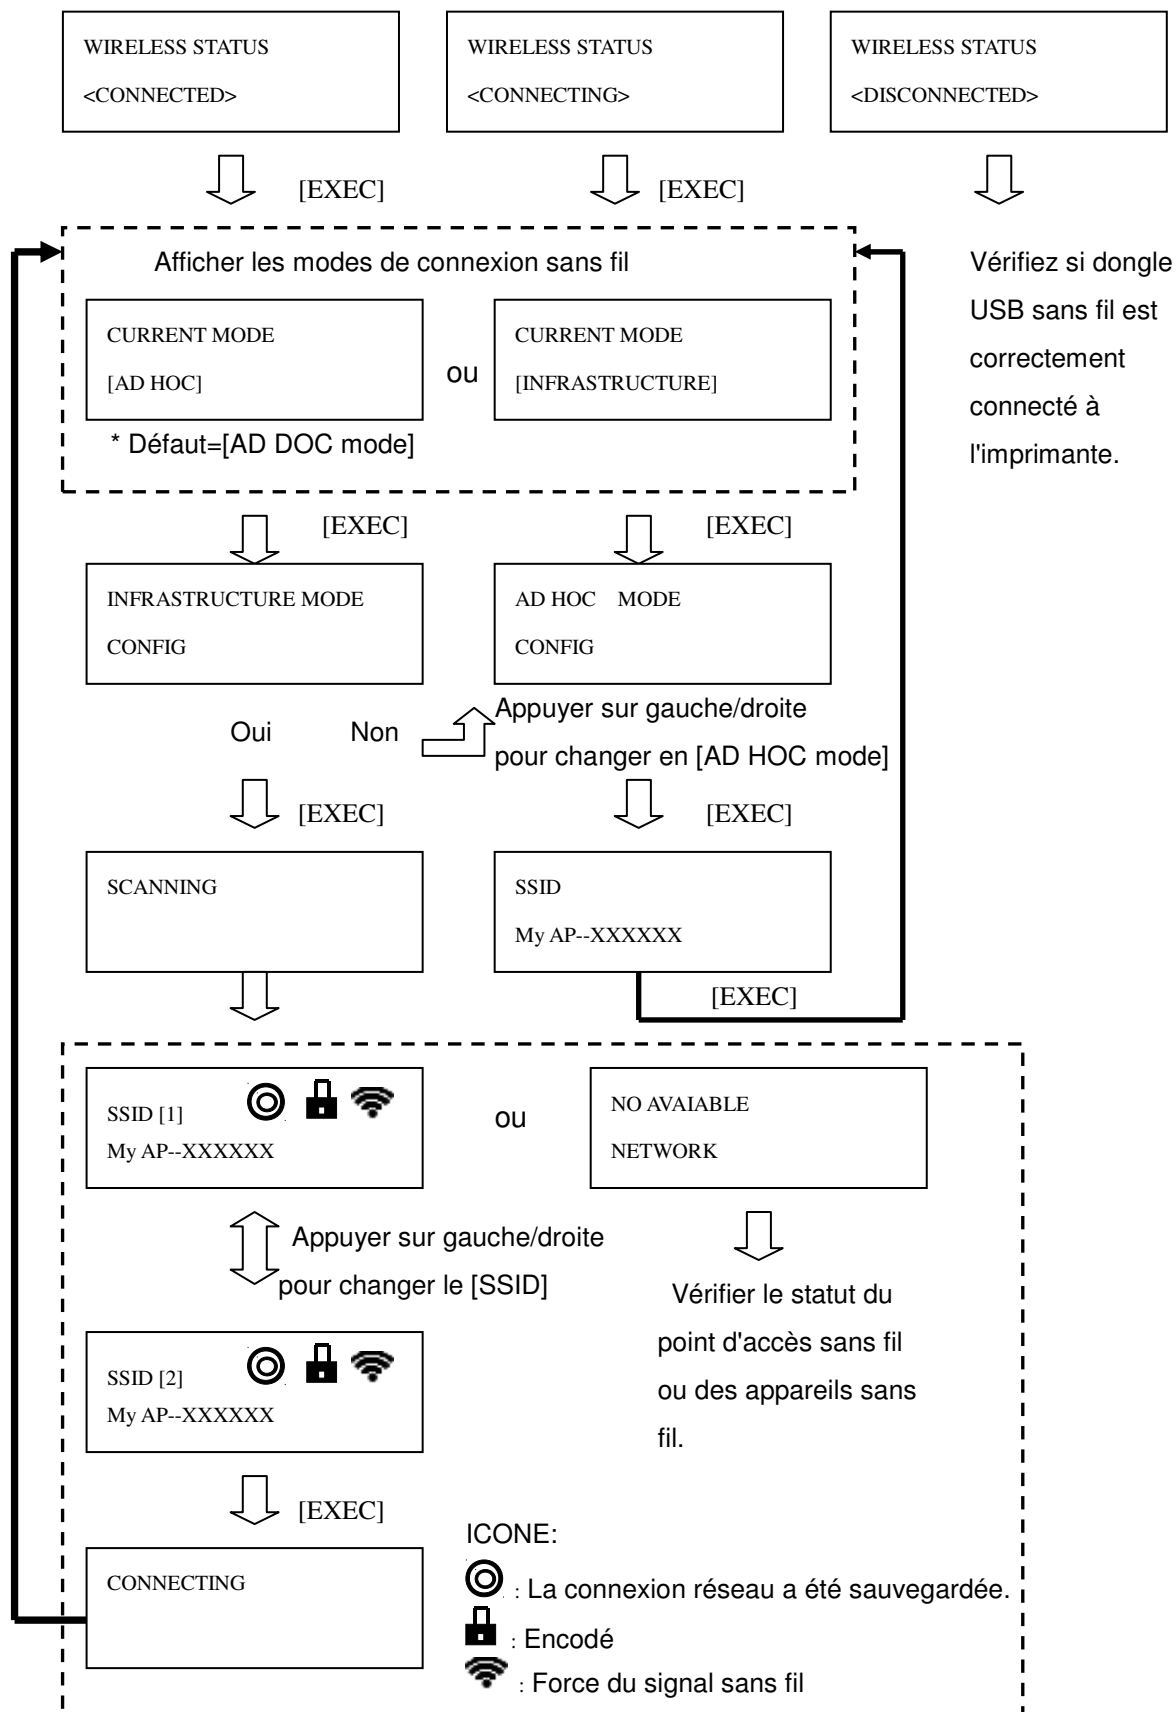 WIRELESS STATUS
<CONNECTED>
WIRELESS STATUS
<CONNECTING>
WIRELESS STATUS
<DISCONNECTED>
[EXEC]
[EXEC]
Afficher les modes de connexion sans fil
CURRENT MODE
[AD HOC]
ou
CURRENT MODE
[INFRASTRUCTURE]
* Défaut=[AD DOC mode]
Vérifiez si dongle
USB sans fil est
correctement
connecté à
l'imprimante.
[EXEC]
[EXEC]
INFRASTRUCTURE MODE
CONFIG
AD HOC MODE
CONFIG
Oui
Non
Appuyer sur gauche/droite
pour changer en [AD HOC mode]
[EXEC]
[EXEC]
SCANNING
SSID
My AP--XXXXXX
[EXEC]
SSID [1]
My AP--XXXXXX
ou
NO AVAIABLE
NETWORK
Appuyer sur gauche/droite
pour changer le [SSID]
Vérifier le statut du
point d'accès sans fil
ou des appareils sans
fil.
SSID [2]
My AP--XXXXXX
[EXEC]
CONNECTING
ICONE:
: La connexion réseau a été sauvegardée.
: Encodé
: Force du signal sans fil